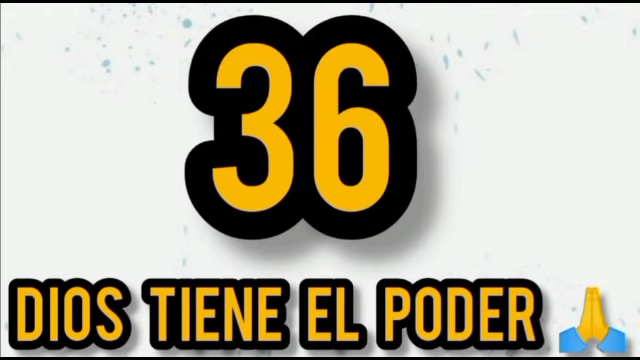 36
DIOS TIENE EL PODER 🙏